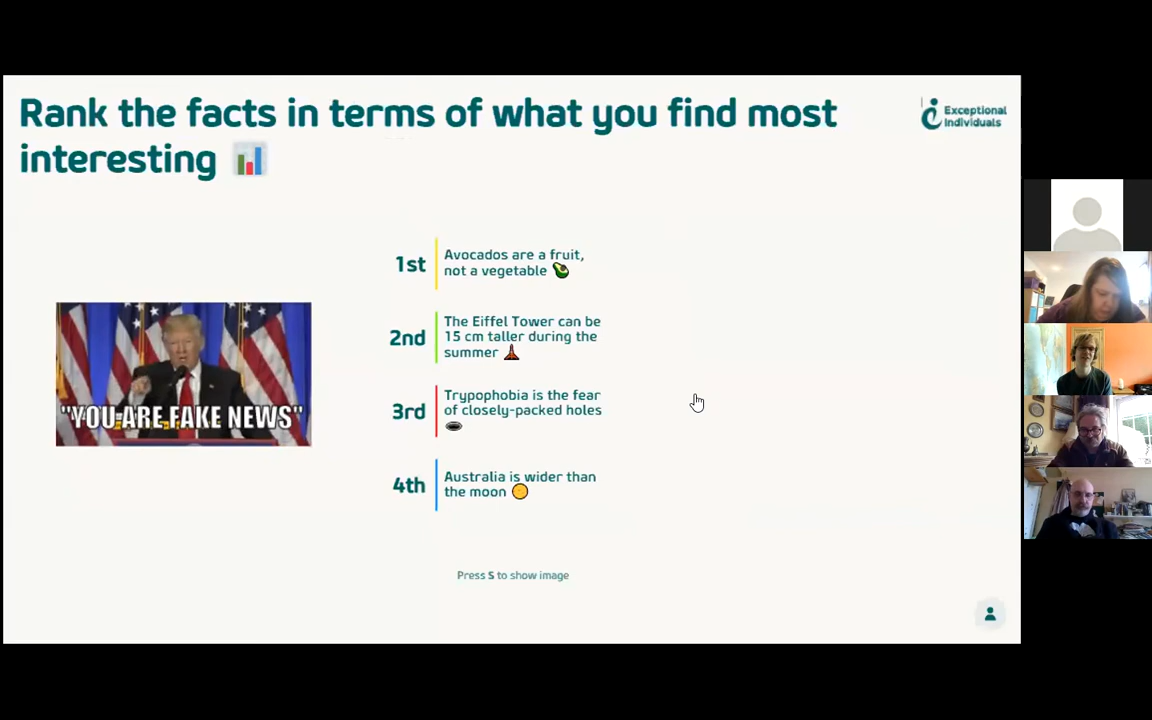 Rank the facts in terms of what you find most
interesting
Exceptional
Individuals
1st
Avocados are a fruit,
not a vegetable
2nd
The Eiffel Tower can be
15 cm taller during the
summer
"YOU ARE FAKE NEWS"
3rd
Trypophobia is the fear
of closely-packed holes
4th
Australia is wider than
the moon
Press S to show image